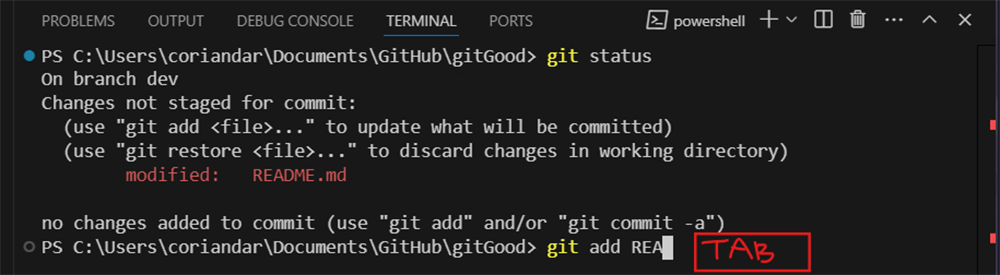 PROBLEMS OUTPUT DEBUG CONSOLE TERMINAL PORTS powershell
PS C:\Users\coriandar\Documents\GitHub\gitGood> git status
On branch dev
Changes not staged for commit:
  (use "git add <file>..." to update what will be committed)
  (use "git restore <file>..." to discard changes in working directory)
        modified:   README.md
no changes added to commit (use "git add" and/or "git commit -a")
PS C:\Users\coriandar\Documents\GitHub\gitGood> git add REA TAB